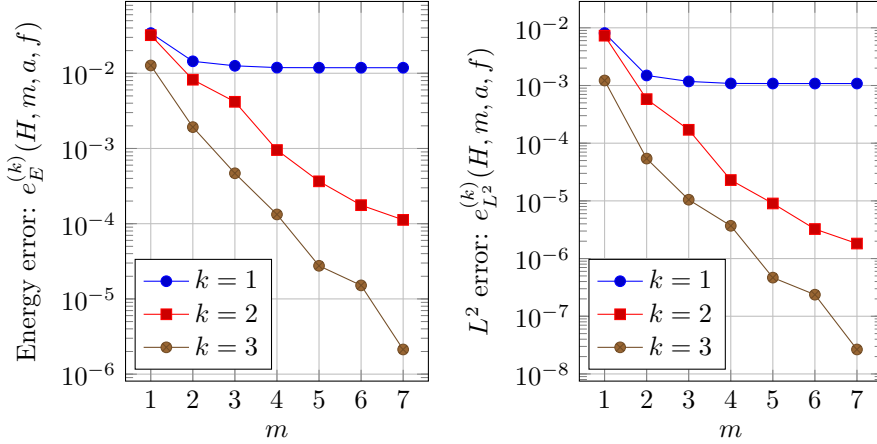 Energy error: $e_E^{(k)}(H, m, a, f)$
10^{-2}
10^{-3}
10^{-4}
10^{-5}
10^{-6}
k = 1
k = 2
k = 3
1 2 3 4 5 6 7
m
$L^2$ error: $e_{L^2}^{(k)}(H, m, a, f)$
10^{-2}
10^{-3}
10^{-4}
10^{-5}
10^{-6}
10^{-7}
10^{-8}
k = 1
k = 2
k = 3
1 2 3 4 5 6 7
m